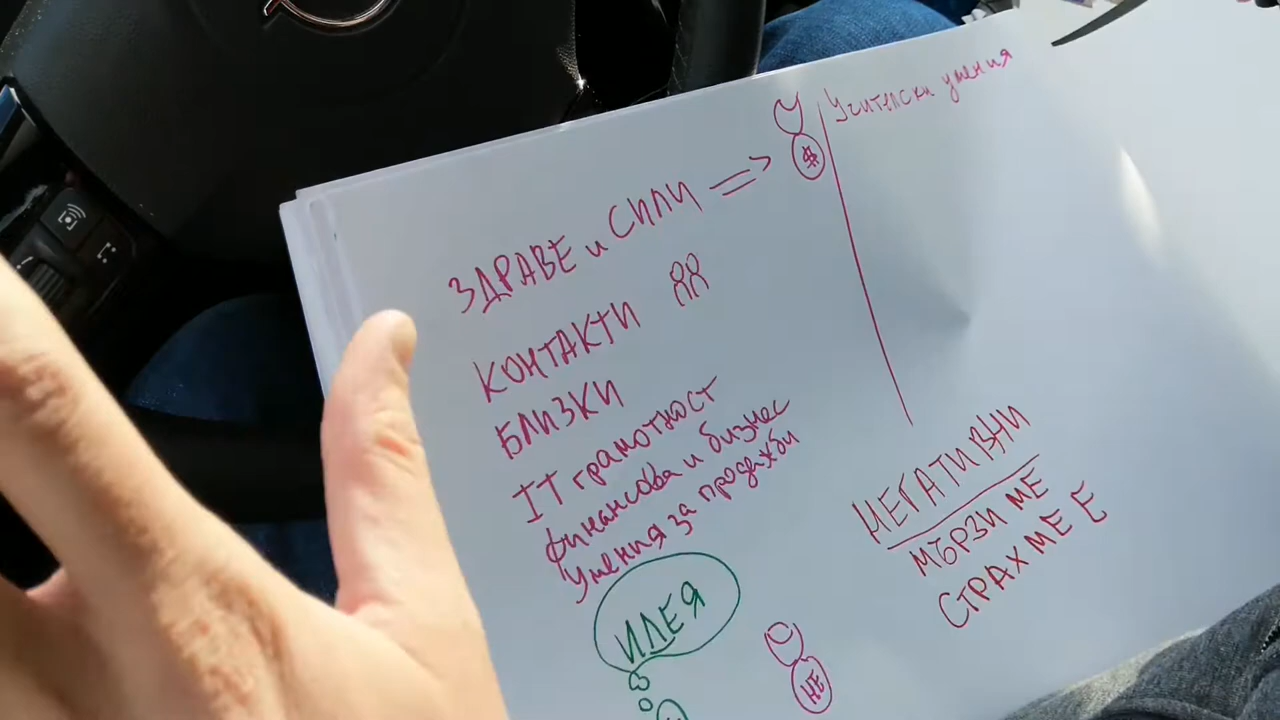 Учителски умения
$
ЗДРАВЕ и СИЛИ =>
КОНТАКТИ
БЛИЗКИ
IT грамотност
финансова и бизнес
Умения за продажби
ИДЕЯ
НЕ
НЕГАТИВНИ
МЪРЗИ МЕ
СТРАХ МЕ Е